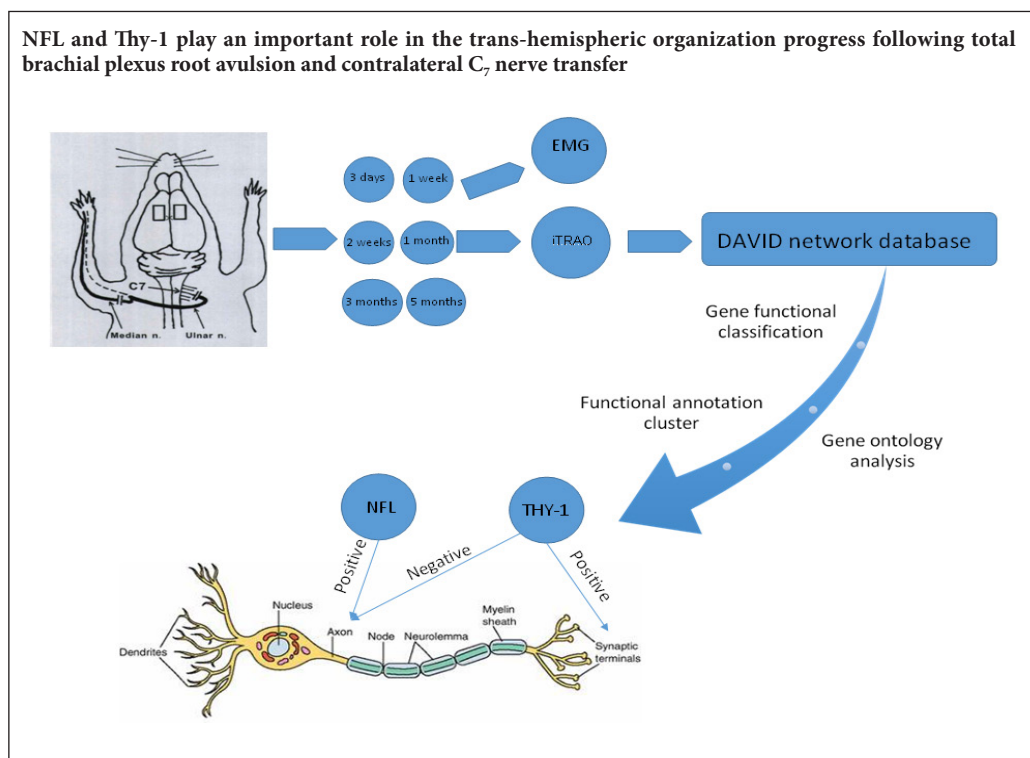 NFL and Thy-1 play an important role in the trans-hemispheric organization progress following total
brachial plexus root avulsion and contralateral C7 nerve transfer
C7
Median n. Ulnar n.
3 days
1 week
2 weeks
1 month
3 months
5 months
EMG
iTRAQ
DAVID network database
Gene functional
classification
Functional annotation
cluster
Gene ontology
analysis
NFL
THY-1
Positive
Negative
Positive
Nucleus
Dendrites
Axon
Node
Neurolemma
Myelin
sheath
Synaptic
terminals